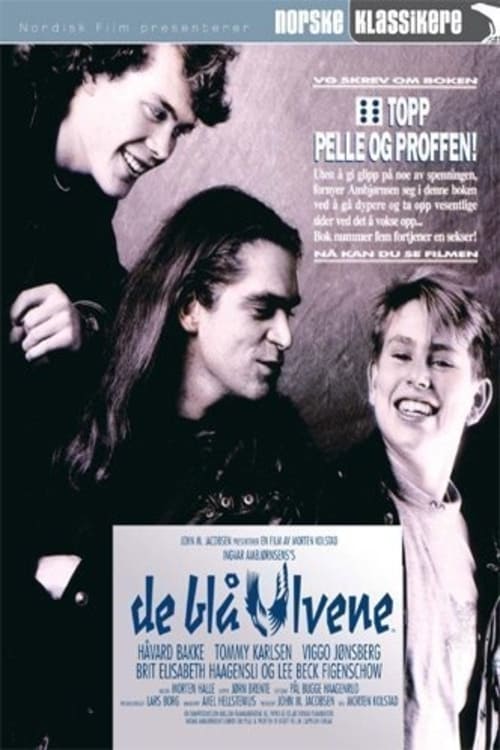 Nordisk Film presenterer
norske klassikere
VG SKREV OM BOKEN
TOPP
PELLE OG PROFFEN!
Uten å gi glipp på noe av spenningen,
fornyer Ambjørnsen seg i denne boken
ved å gå dypere og ta opp vesentlige
sider ved det å vokse opp...
Bok nummer fem fortjener en sekser!
NÅ KAN DU SE FILMEN
JOHN M. JACOBSEN PRESENTERER EN FILM AV MORTEN KOLSTAD
INGVAR AMBJØRNSEN'S
de blå Ulvene
HÅVARD BAKKE TOMMY KARLSEN VIGGO JØNSBERG
BRIT ELISABETH HAAGENSLI OG LEE BECK FIGENSCHOW
MORTEN HALLE JØRN BRENTE PÅL BUGGE HAAGENRUD
LARS BORG AXEL HELLSTENIUS JOHN M. JACOBSEN MORTEN KOLSTAD